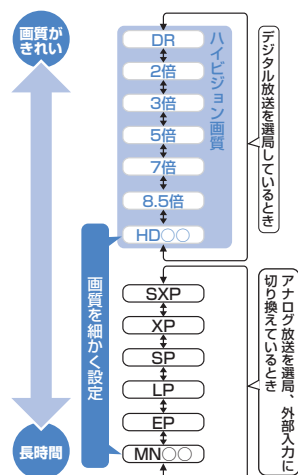 画質が
きれい
DR
2倍
3倍
5倍
7倍
8.5倍
HD○○
ハイビジョン画質
デジタル放送を選局しているとき
画質を細かく設定
SXP
XP
SP
LP
EP
MN○○
アナログ放送を選局、外部入力に
切り換えているとき
長時間